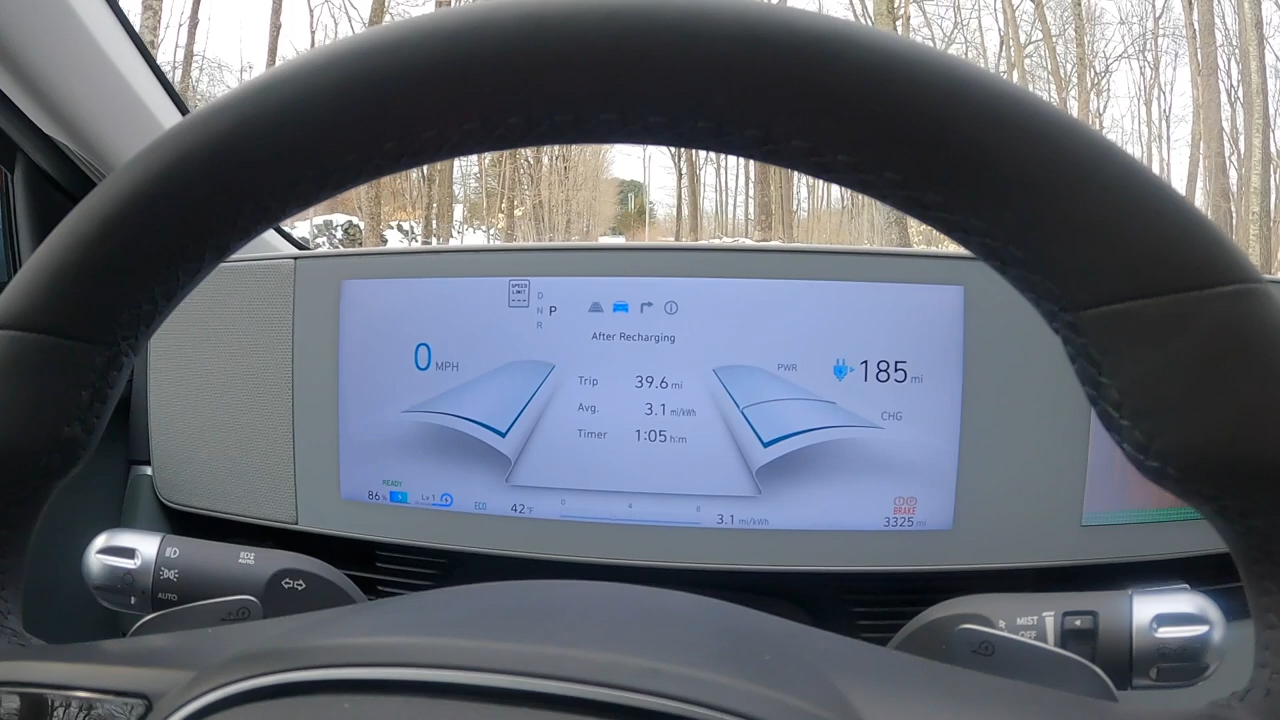 SPEED
LIMIT
---
D
N P
R
After Recharging
0 MPH
PWR
185 mi
Trip 39.6 mi
Avg. 3.1 mi/kWh
CHG
Timer 1:05 h:m
READY
86% Lv 1
ECO
42°F
0 4 8
3.1 mi/kWh
BRAKE
3325 mi
AUTO
AUTO
MIST
OFF